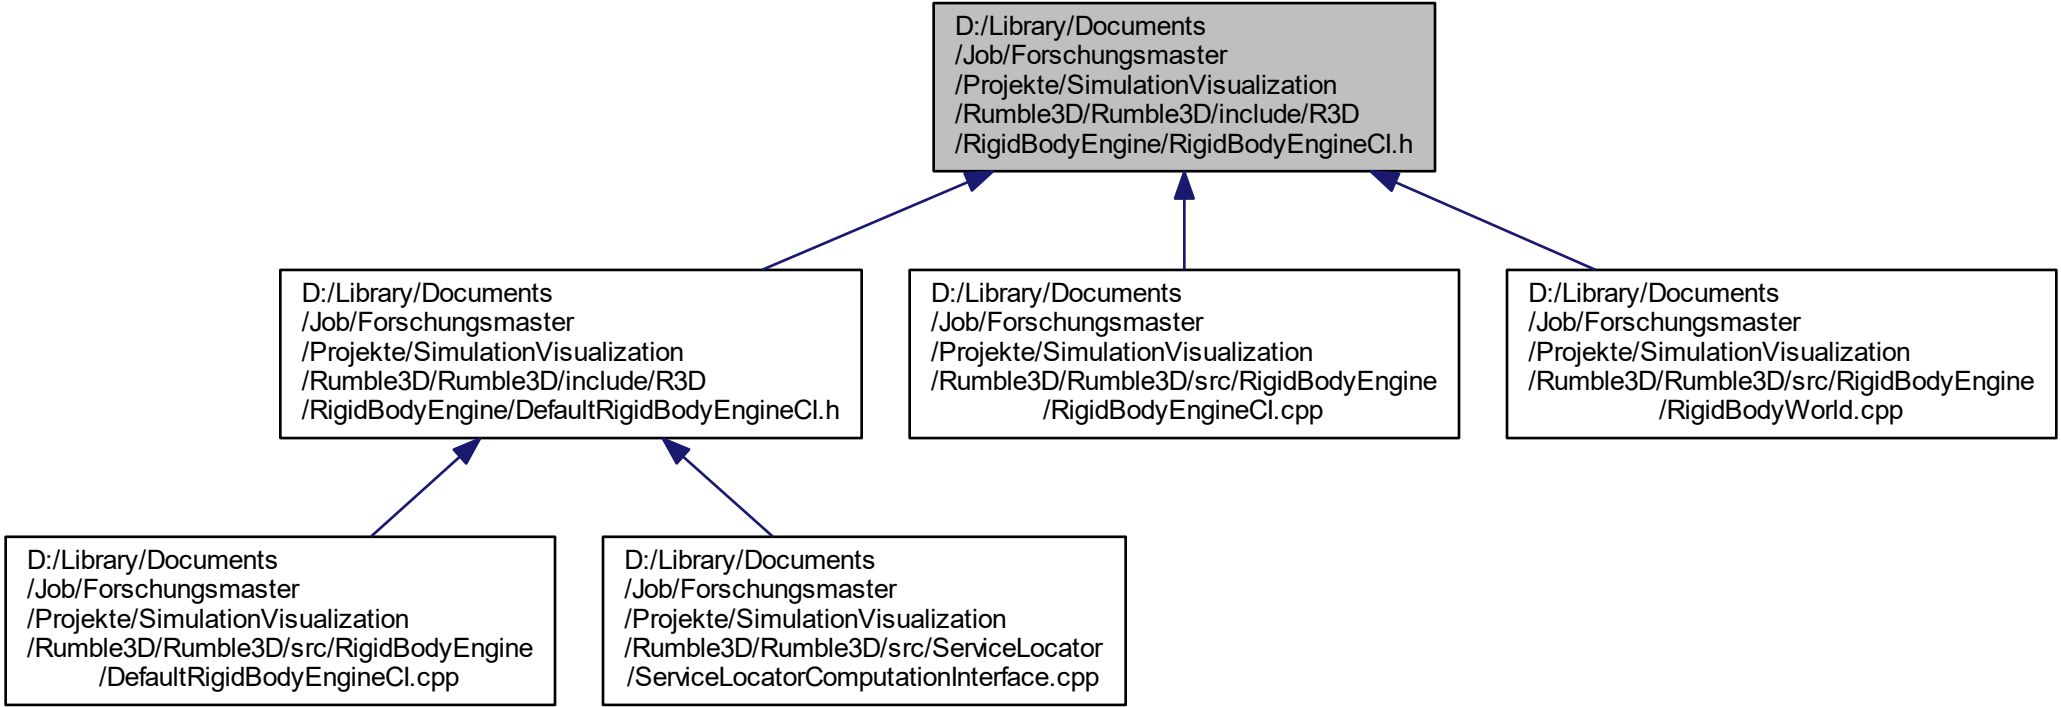 D:/Library/Documents
/Job/Forschungsmaster
/Projekte/SimulationVisualization
/Rumble3D/Rumble3D/include/R3D
/RigidBodyEngine/RigidBodyEngineCI.h
D:/Library/Documents
/Job/Forschungsmaster
/Projekte/SimulationVisualization
/Rumble3D/Rumble3D/include/R3D
/RigidBodyEngine/DefaultRigidBodyEngineCI.h
D:/Library/Documents
/Job/Forschungsmaster
/Projekte/SimulationVisualization
/Rumble3D/Rumble3D/src/RigidBodyEngine
/RigidBodyEngineCI.cpp
D:/Library/Documents
/Job/Forschungsmaster
/Projekte/SimulationVisualization
/Rumble3D/Rumble3D/src/RigidBodyEngine
/RigidBodyWorld.cpp
D:/Library/Documents
/Job/Forschungsmaster
/Projekte/SimulationVisualization
/Rumble3D/Rumble3D/src/RigidBodyEngine
/DefaultRigidBodyEngineCI.cpp
D:/Library/Documents
/Job/Forschungsmaster
/Projekte/SimulationVisualization
/Rumble3D/Rumble3D/src/ServiceLocator
/ServiceLocatorComputationInterface.cpp